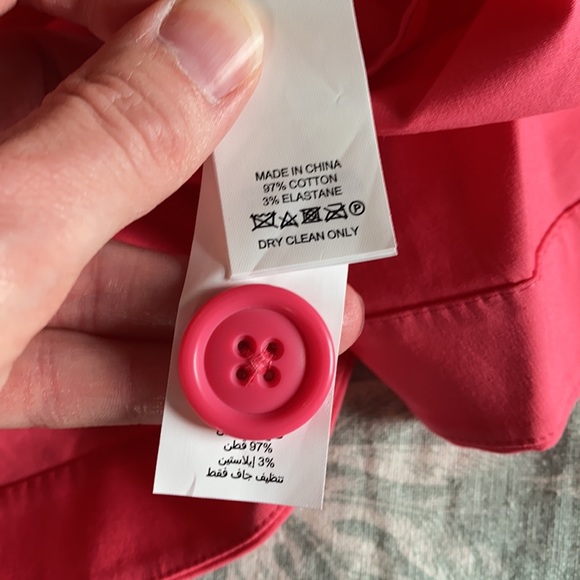 MADE IN CHINA
97% COTTON
3% ELASTANE
P
DRY CLEAN ONLY
97% قطن
3% إيلاستين
تنظيف جاف فقط